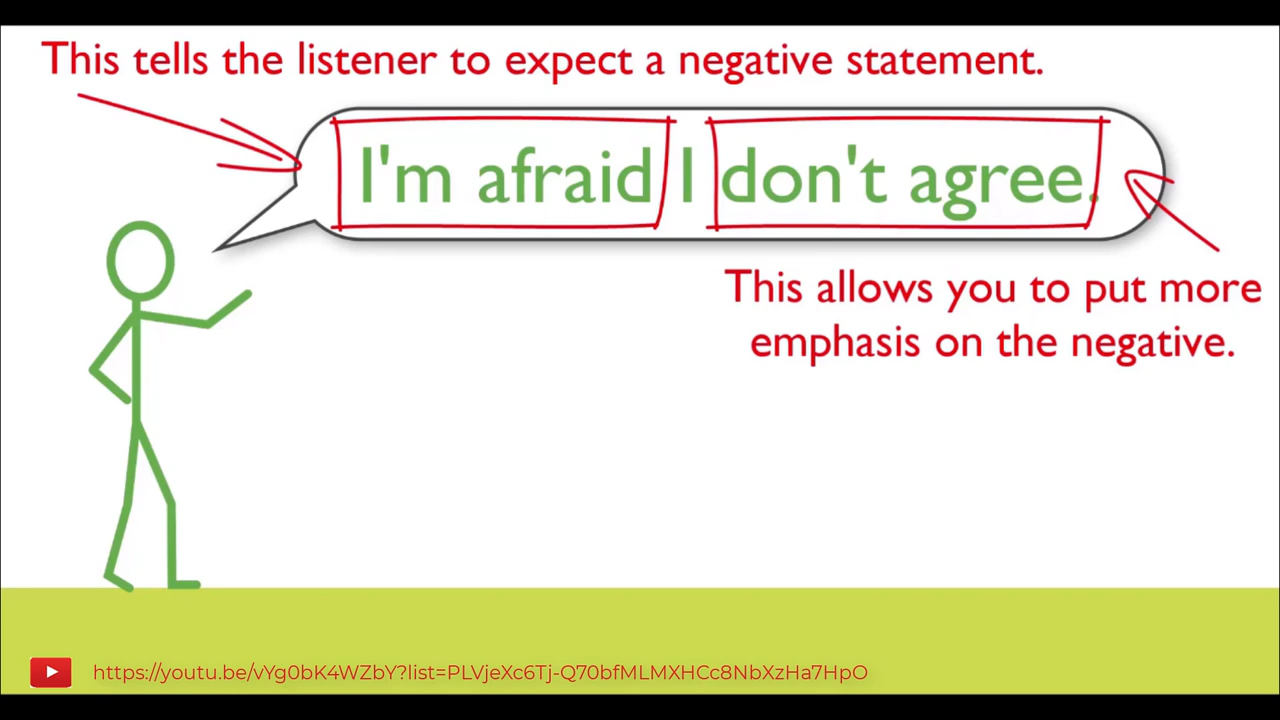 This tells the listener to expect a negative statement.
I'm afraid I don't agree.
This allows you to put more
emphasis on the negative.
https://youtu.be/vYg0bK4WZbY?list=PLVjeXc6Tj-Q70bfMLMXHCc8NbXzHa7HpO